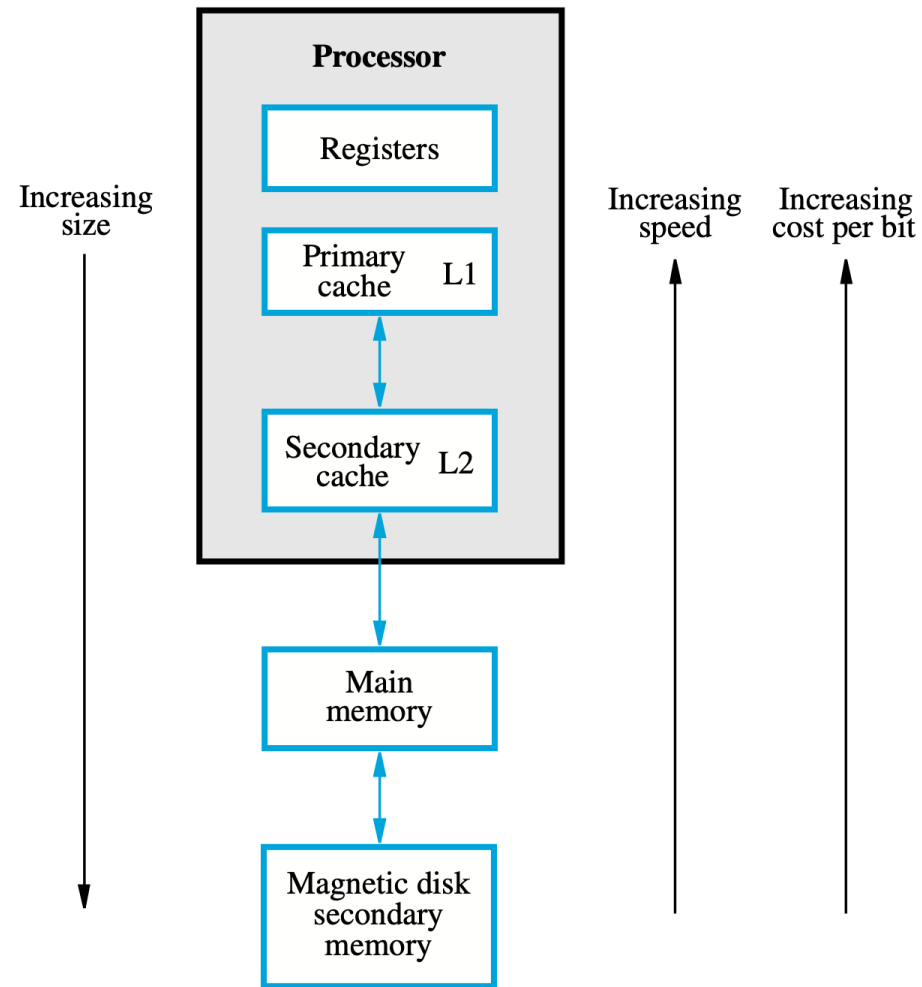 Processor
Registers
Increasing
size
Increasing
speed
Increasing
cost per bit
Primary
cache
L1
Secondary
cache
L2
Main
memory
Magnetic disk
secondary
memory